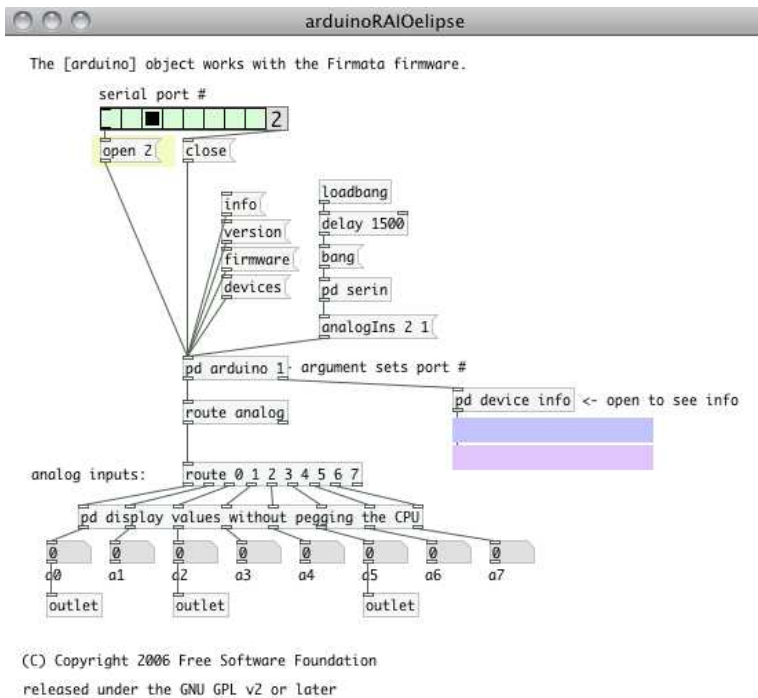 arduinoRAIOelipse
The [arduino] object works with the Firmata firmware.
serial port #
2
open 2
close
info
version
firmware
devices
loadbang
delay 1500
bang
pd serin
analogIns 2 1
pd arduino 1
- argument sets port #
pd device info
<- open to see info
route analog
analog inputs:
route 0 1 2 3 4 5 6 7
pd display values without pegging the CPU
0 0 0 0 0 0 0 0
a0 a1 a2 a3 a4 a5 a6 a7
outlet outlet outlet
(C) Copyright 2006 Free Software Foundation
released under the GNU GPL v2 or later